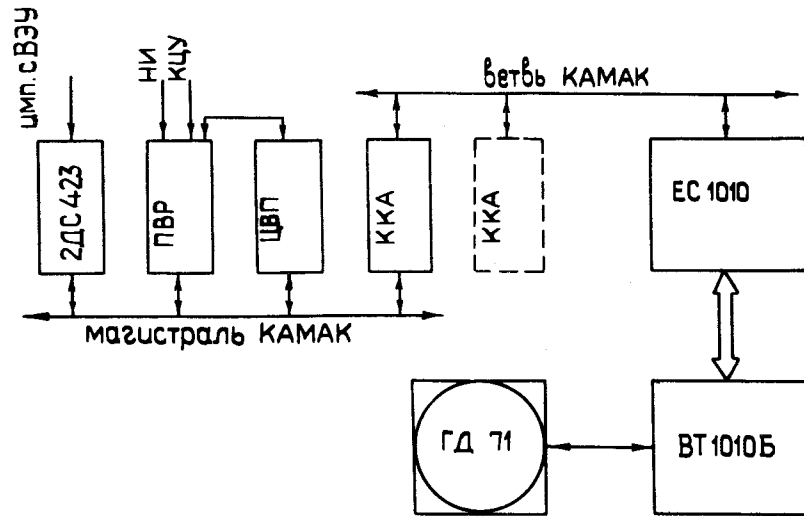 имп. с ВЭУ
НИ
КЦУ
ветвь КАМАК
2ДС 423
ПВР
ЦВП
ККА
ККА
ЕС 1010
магистраль КАМАК
ГД 71
ВТ 1010Б